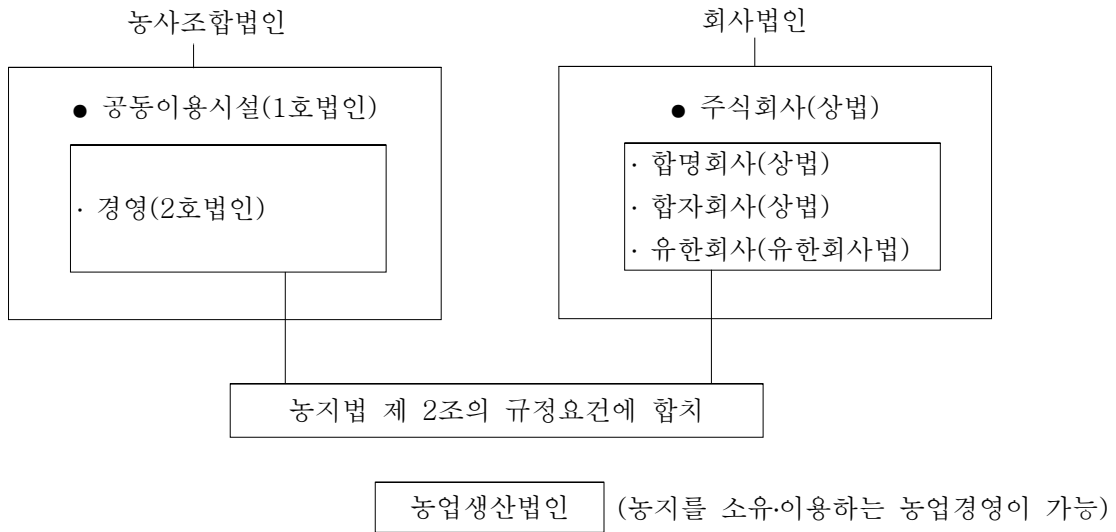 농사조합법인
회사법인
● 공동이용시설(1호법인)
· 경영(2호법인)
● 주식회사(상법)
· 합명회사(상법)
· 합자회사(상법)
· 유한회사(유한회사법)
농지법 제 2조의 규정요건에 합치
농업생산법인 (농지를 소유·이용하는 농업경영이 가능)